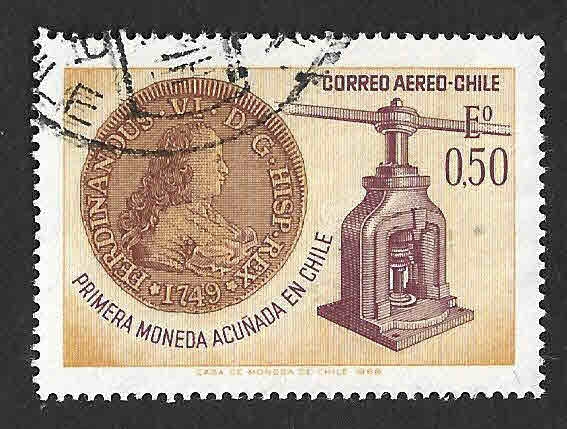 CORREO AEREO-CHILE
Eº
0,50
FERDINANDUS·VI·D·G·HISP·REX·
*1749*
PRIMERA MONEDA ACUÑADA EN CHILE
CASA DE MONEDA DE CHILE 1968